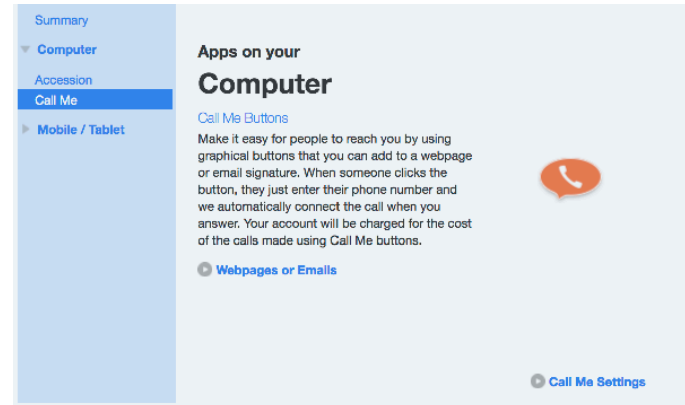 Summary
Computer
Accession
Call Me
Mobile / Tablet
Apps on your
Computer
Call Me Buttons
Make it easy for people to reach you by using
graphical buttons that you can add to a webpage
or email signature. When someone clicks the
button, they just enter their phone number and
we automatically connect the call when you
answer. Your account will be charged for the cost
of the calls made using Call Me buttons.
Webpages or Emails
Call Me Settings